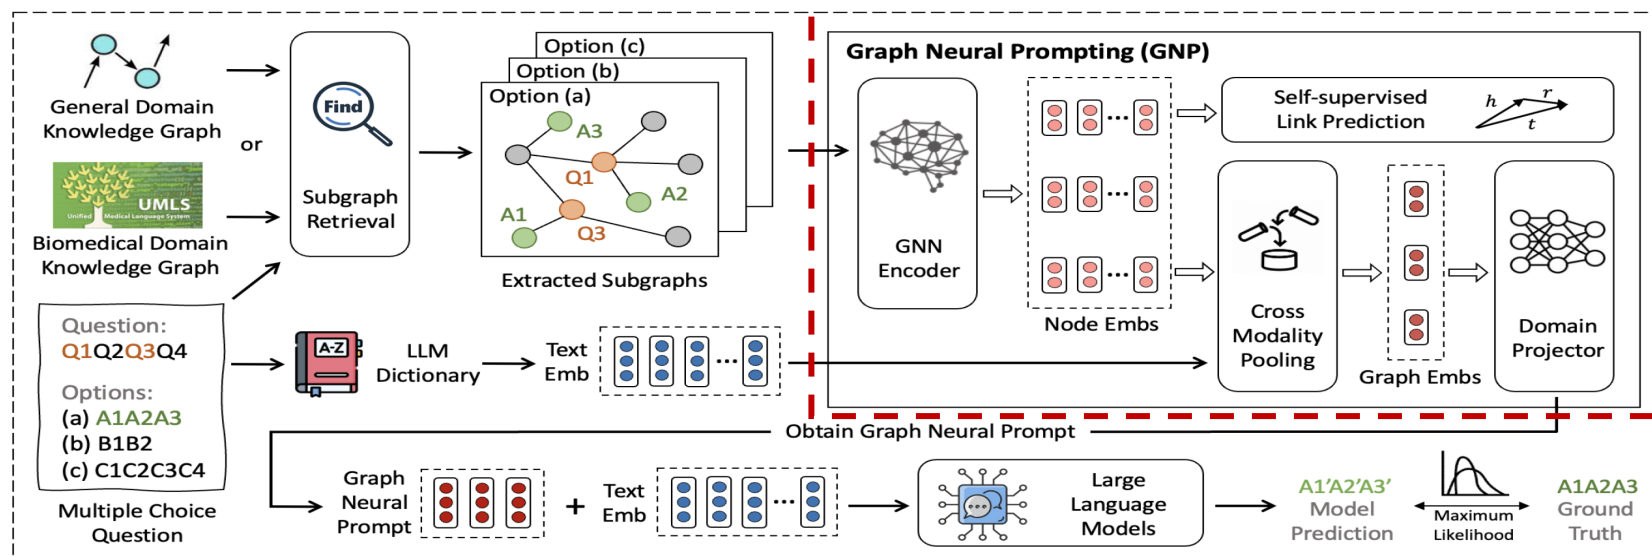 General Domain
Knowledge Graph
or
UMLS
Unified Medical Language System
Biomedical Domain
Knowledge Graph
Find
Subgraph
Retrieval
Option (c)
Option (b)
Option (a)
A3
Q1
A2
A1
Q3
Extracted Subgraphs
Graph Neural Prompting (GNP)
GNN
Encoder
Node Embs
Self-supervised
Link Prediction
h
r
t
Cross
Modality
Pooling
Graph Embs
Domain
Projector
Question:
Q1Q2Q3Q4
Options:
(a) A1A2A3
(b) B1B2
(c) C1C2C3C4
Multiple Choice
Question
A-Z
LLM
Dictionary
Text
Emb
Obtain Graph Neural Prompt
Graph
Neural
Prompt
+
Text
Emb
Large
Language
Models
A1'A2'A3'
Model
Prediction
Maximum
Likelihood
A1A2A3
Ground
Truth